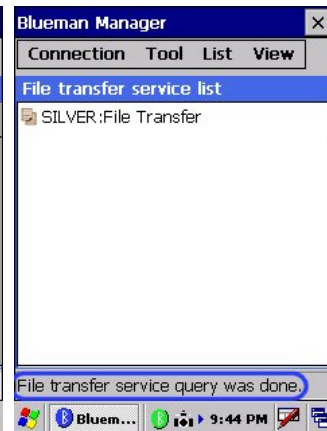 Blueman Manager
Connection Tool List View
File transfer service list
SILVER:File Transfer
File transfer service query was done.
Bluem... 9:44 PM